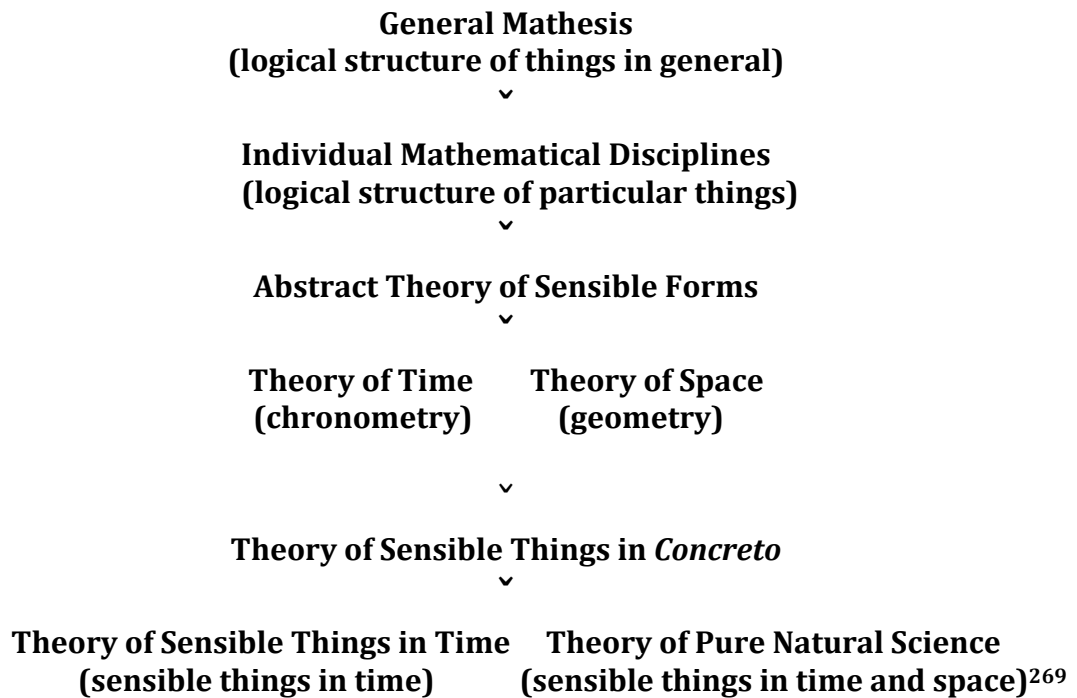 General Mathesis
(logical structure of things in general)
˅
Individual Mathematical Disciplines
(logical structure of particular things)
˅
Abstract Theory of Sensible Forms
˅
Theory of Time Theory of Space
(chronometry) (geometry)
˅
Theory of Sensible Things in Concreto
˅
Theory of Sensible Things in Time Theory of Pure Natural Science
(sensible things in time) (sensible things in time and space)269